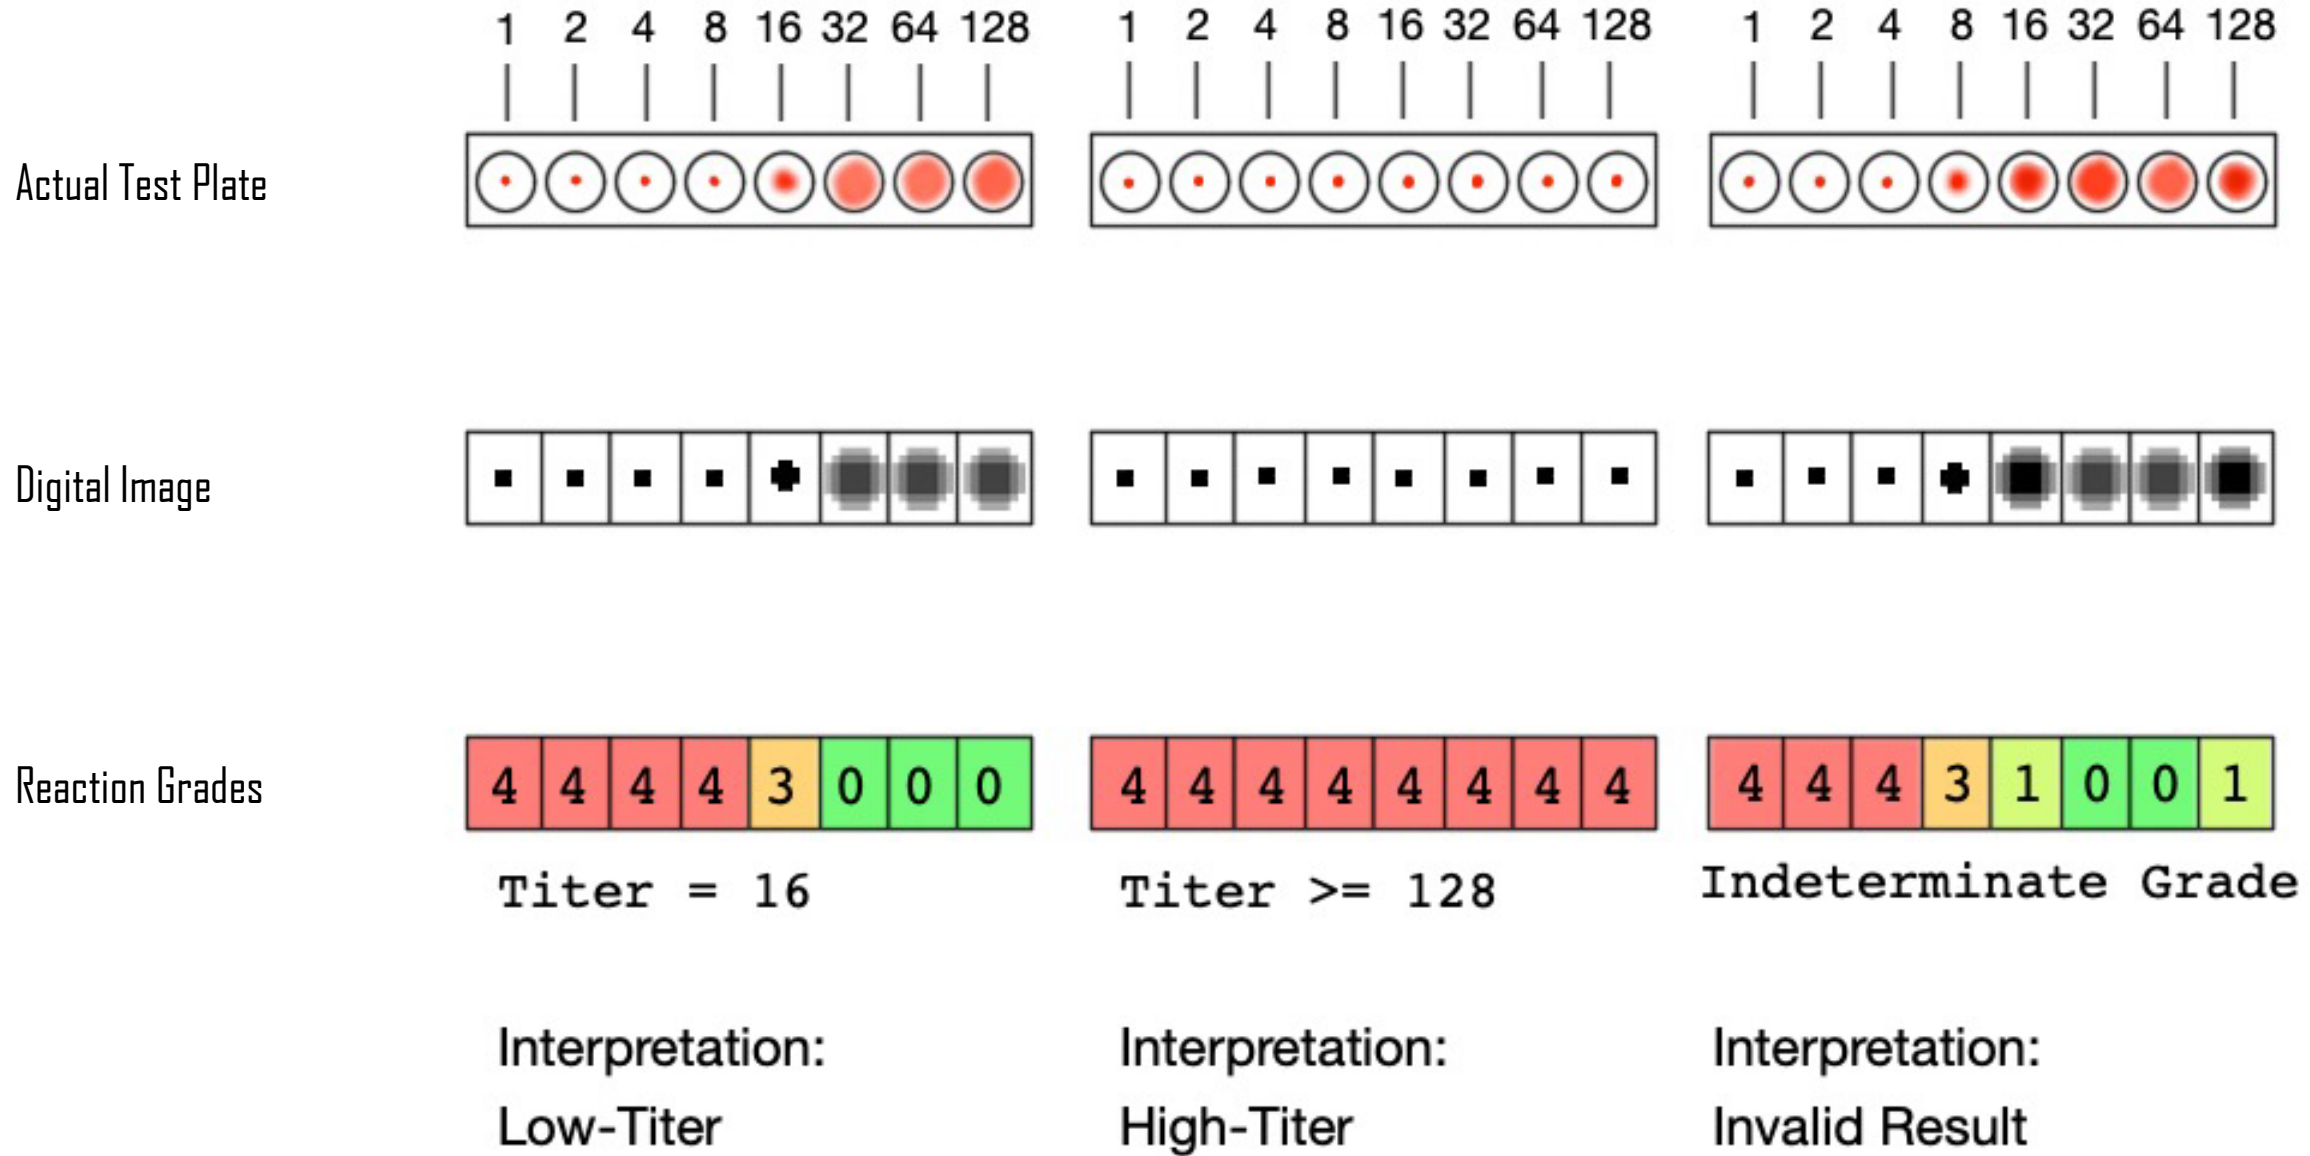 1 2 4 8 16 32 64 128 1 2 4 8 16 32 64 128 1 2 4 8 16 32 64 128
Actual Test Plate
Digital Image
Reaction Grades 4 4 4 4 3 0 0 0 4 4 4 4 4 4 4 4 4 4 4 3 1 0 0 1
Titer = 16 Titer >= 128 Indeterminate Grade
Interpretation: Interpretation: Interpretation:
Low-Titer High-Titer Invalid Result